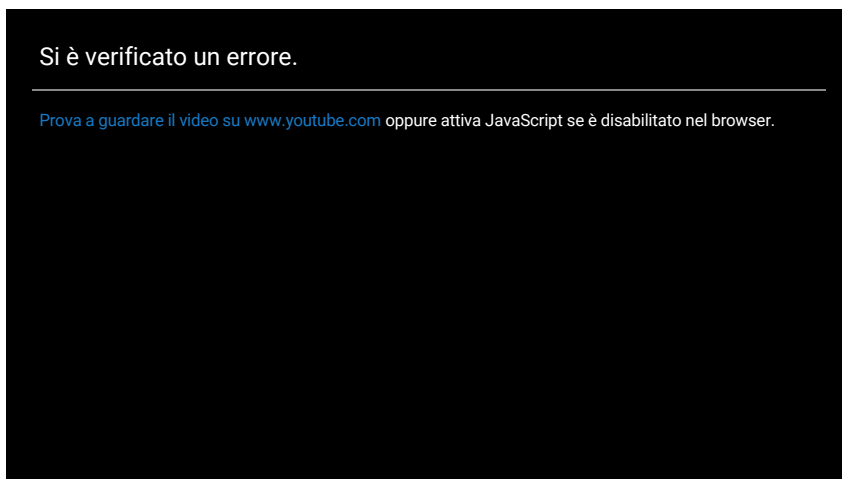 Si è verificato un errore.
Prova a guardare il video su www.youtube.com oppure attiva JavaScript se è disabilitato nel browser.